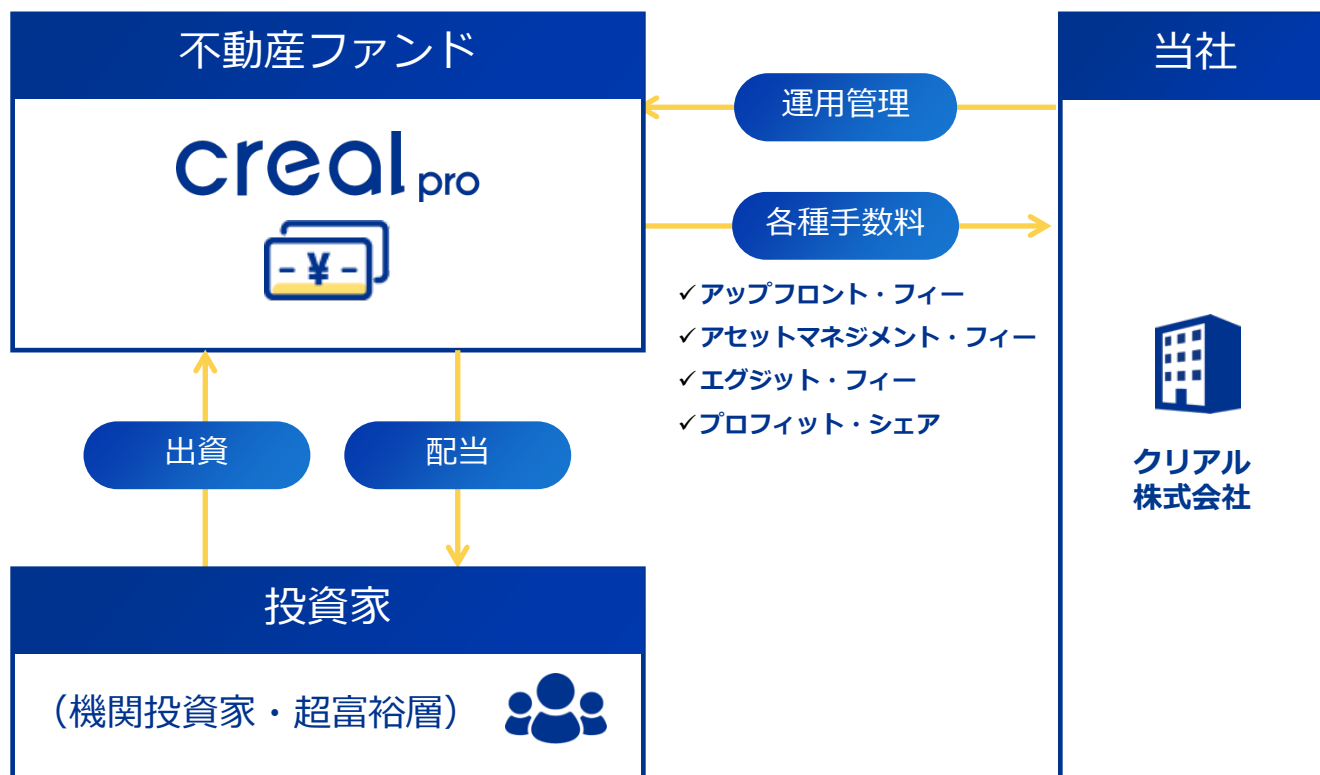 不動産ファンド
creal pro
- ¥ -
運用管理
各種手数料
✓アップフロント・フィー
✓アセットマネジメント・フィー
✓エグジット・フィー
✓プロフィット・シェア
当社
クリアル
株式会社
出資
配当
投資家
（機関投資家・超富裕層）